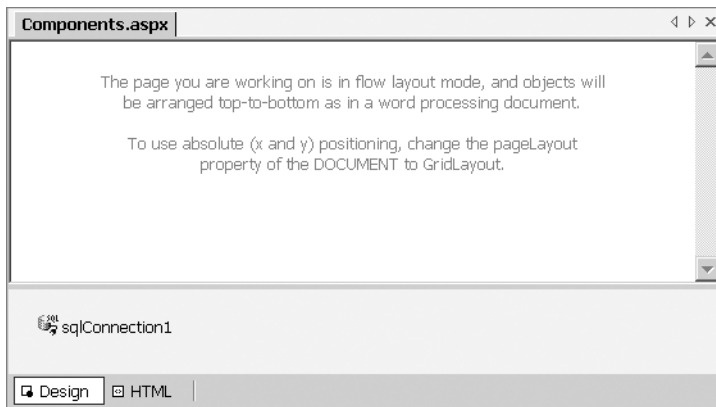 Components.aspx
The page you are working on is in flow layout mode, and objects will
be arranged top-to-bottom as in a word processing document.
To use absolute (x and y) positioning, change the pageLayout
property of the DOCUMENT to GridLayout.
SQL
sqlConnection1
Design HTML